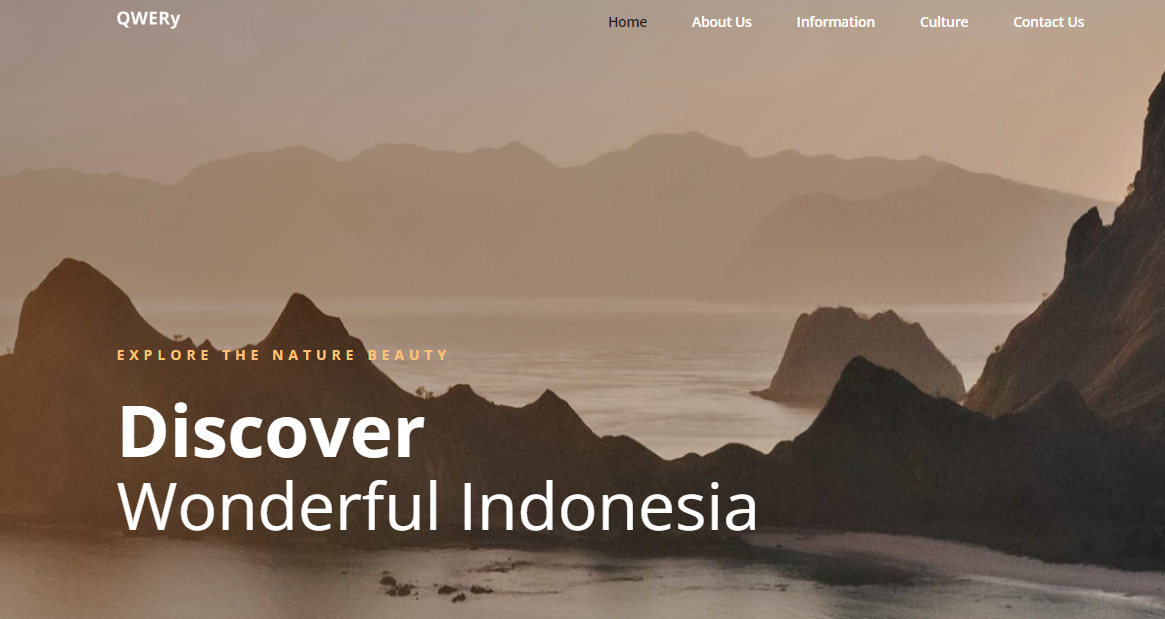 QWERy
Home About Us Information Culture Contact Us
EXPLORE THE NATURE BEAUTY
Discover
Wonderful Indonesia